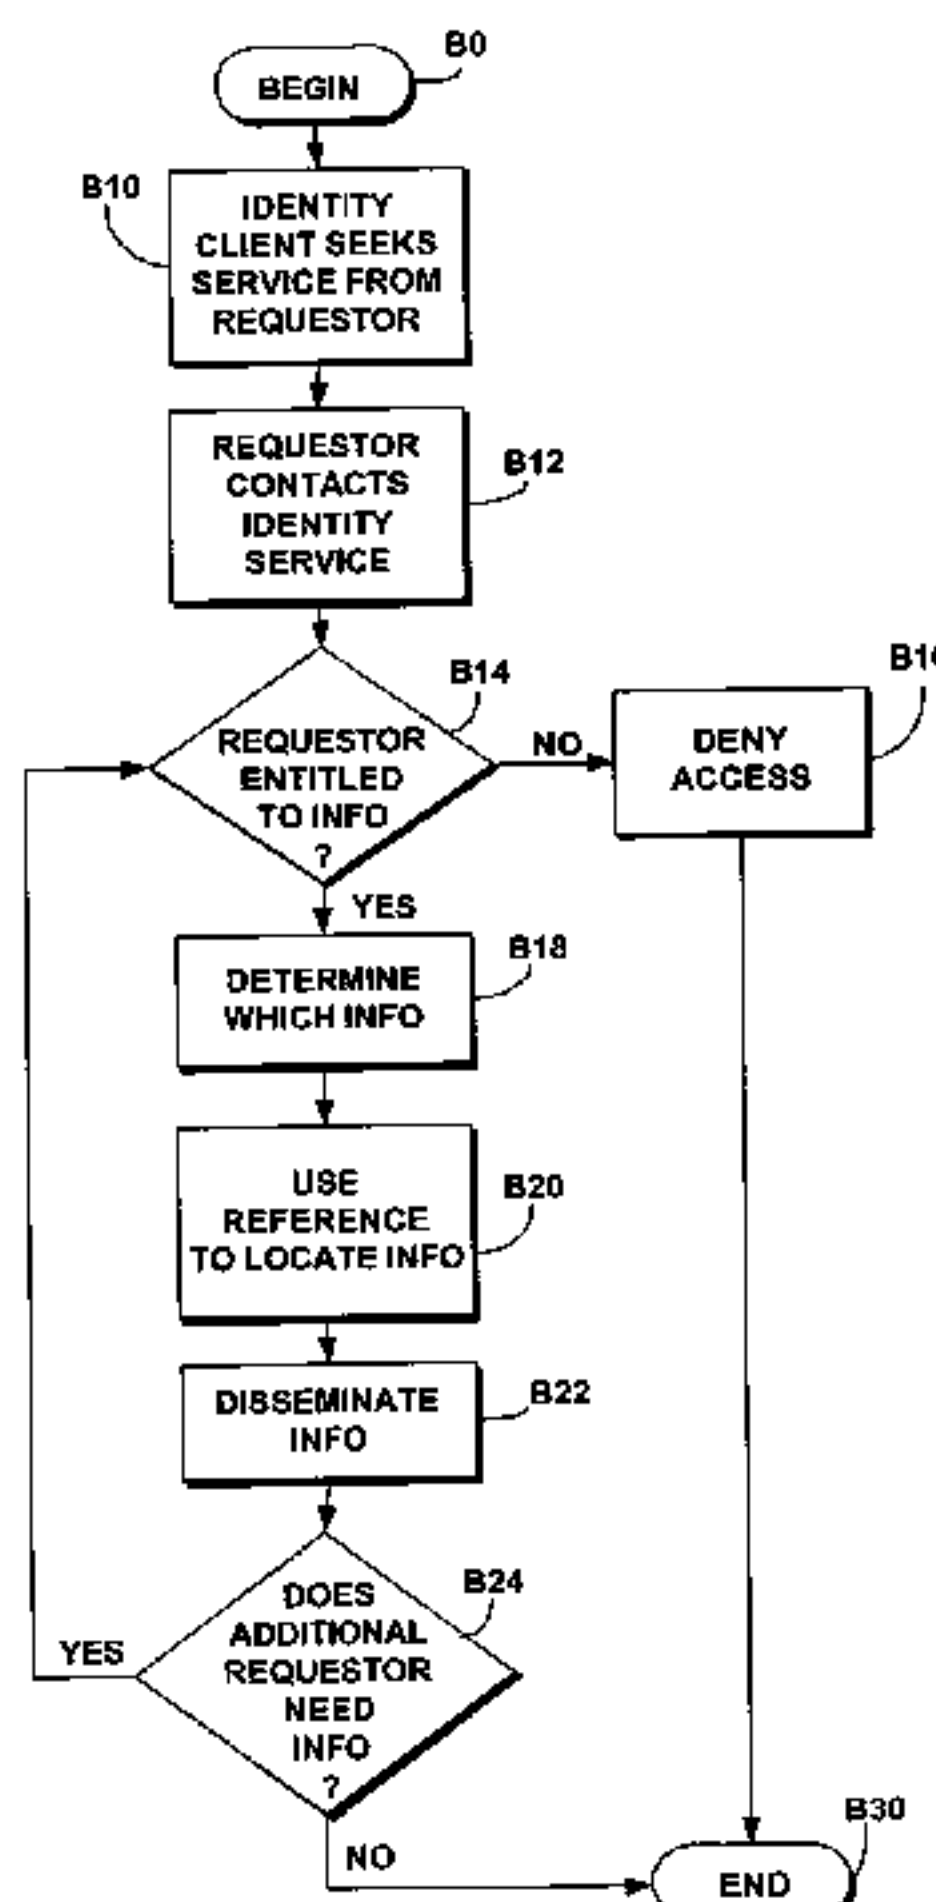 B0
BEGIN
B10
IDENTITY
CLIENT SEEKS
SERVICE FROM
REQUESTOR
REQUESTOR
CONTACTS
IDENTITY
SERVICE
B12
B14
REQUESTOR
ENTITLED
TO INFO
?
NO
DENY
ACCESS
YES
B18
DETERMINE
WHICH INFO
USE
REFERENCE
TO LOCATE INFO
B20
DISSEMINATE
INFO
B22
B24
DOES
ADDITIONAL
REQUESTOR
NEED
INFO
?
YES
NO
B30
END